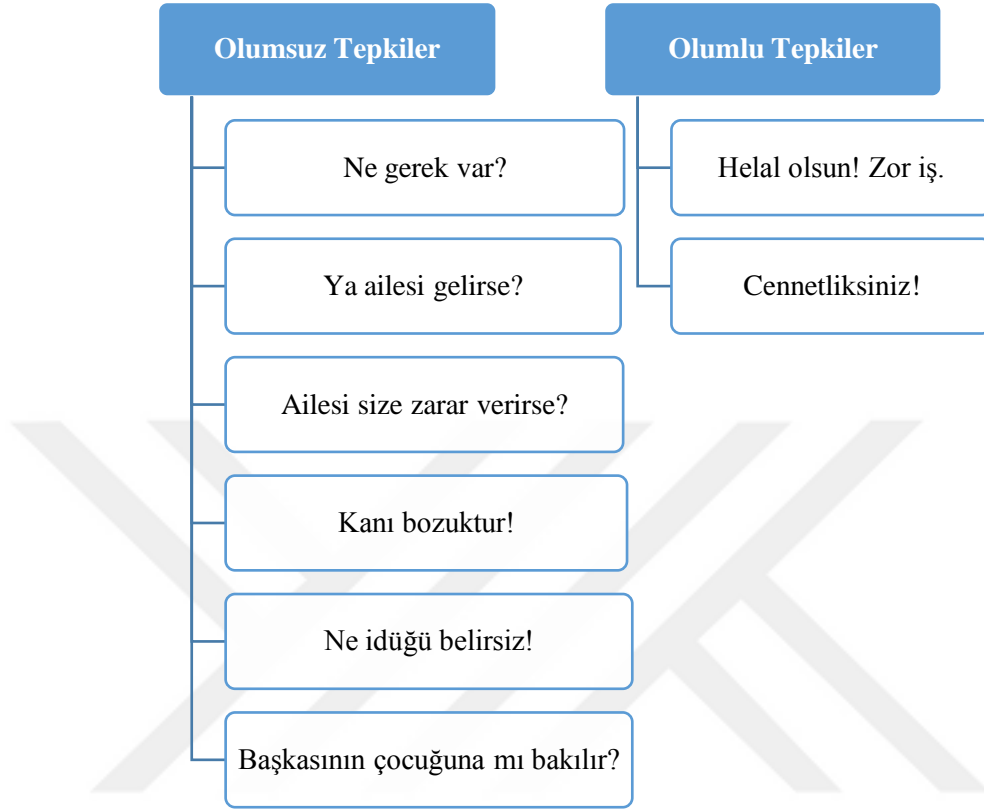 Olumsuz Tepkiler
Ne gerek var?
Ya ailesi gelirse?
Ailesi size zarar verirse?
Kanı bozuktur!
Ne idüğü belirsiz!
Başkasının çocuğuna mı bakılır?
Olumlu Tepkiler
Helal olsun! Zor iş.
Cennetliksiniz!